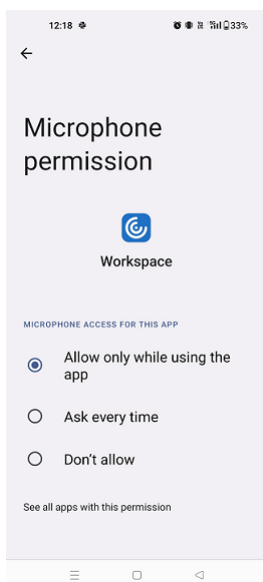 12:18 33%
Microphone
permission
Workspace
MICROPHONE ACCESS FOR THIS APP
Allow only while using the
app
Ask every time
Don't allow
See all apps with this permission